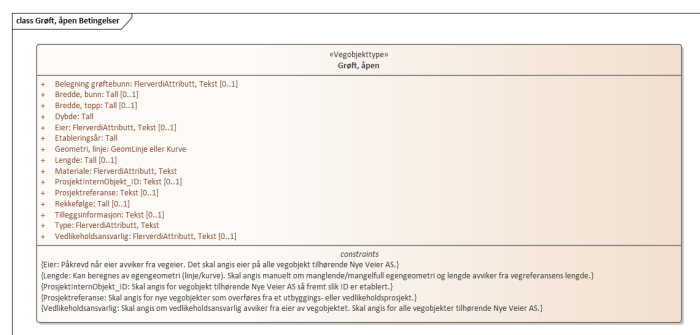 class Grøft, åpen Betingelser
«Vegobjekttype»
Grøft, åpen
+ Belegning grøftebunn: FlerverdiAttributt, Tekst [0..1]
+ Bredde, bunn: Tall [0..1]
+ Bredde, topp: Tall [0..1]
+ Dybde: Tall
+ Eier: FlerverdiAttributt, Tekst [0..1]
+ Etableringsår: Tall
+ Geometri, linje: GeomLinje eller Kurve
+ Lengde: Tall [0..1]
+ Materiale: FlerverdiAttributt, Tekst
+ ProsjektInternObjekt_ID: Tekst [0..1]
+ Prosjektreferanse: Tekst [0..1]
+ Rekkefølge: Tall [0..1]
+ Tilleggsinformasjon: Tekst [0..1]
+ Type: FlerverdiAttributt, Tekst
+ Vedlikeholdsansvarlig: FlerverdiAttributt, Tekst [0..1]
constraints
{Eier: Påkrevd når eier avviker fra vegeier. Det skal angis eier på alle vegobjekt tilhørende Nye Veier AS.}
{Lengde: Kan beregnes av egengeometri (linje/kurve). Skal angis manuelt om manglende/mangelfull egengeometri og lengde avviker fra vegreferansens lengde.}
{ProsjektInternObjekt_ID: Skal angis for vegobjekt tilhørende Nye Veier AS så fremt slik ID er etablert.}
{Prosjektreferanse: Skal angis for nye vegobjekter som overføres fra et utbyggings- eller vedlikeholdsprosjekt.}
{Vedlikeholdsansvarlig: Skal angis om vedlikeholdsansvarlig avviker fra eier av vegobjektet. Skal angis for alle vegobjekter tilhørende Nye Veier AS.}